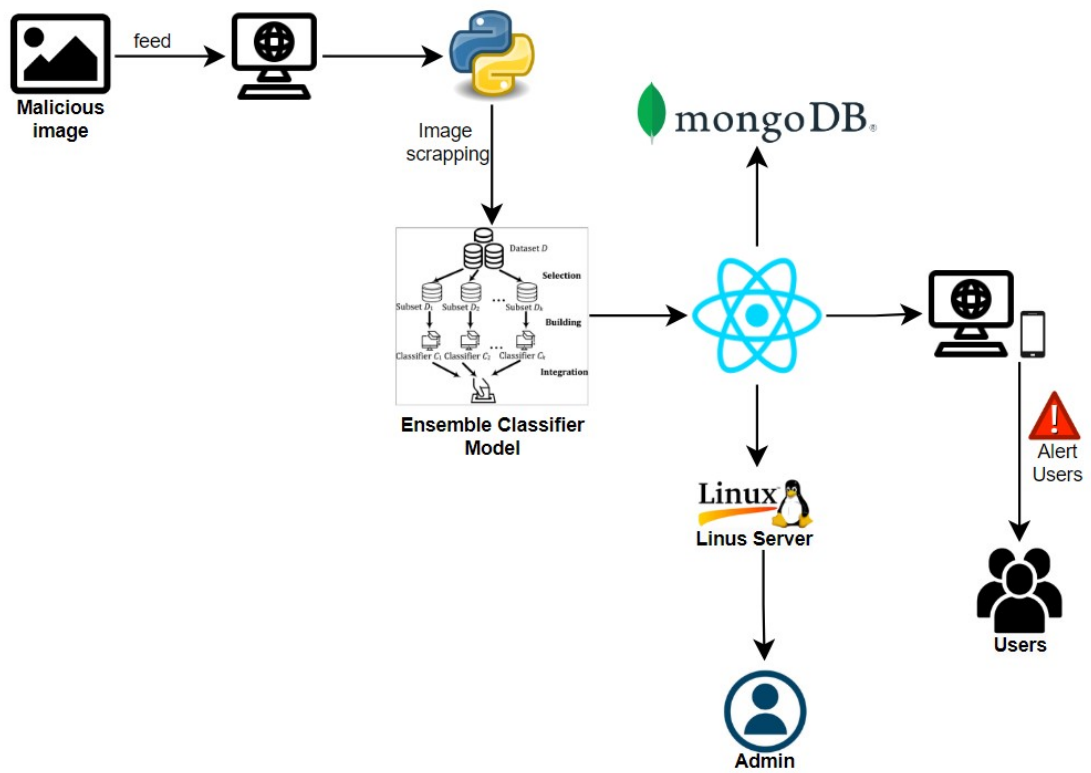 feed
Malicious
image
Image
scrapping
mongoDB®
Dataset D
Selection
Subset D₁ Subset D₂ ... Subset Dₖ
Building
Classifier C₁ Classifier C₂ ... Classifier Cₖ
Integration
Ensemble Classifier
Model
Linux
Linus Server
Admin
Alert
Users
Users